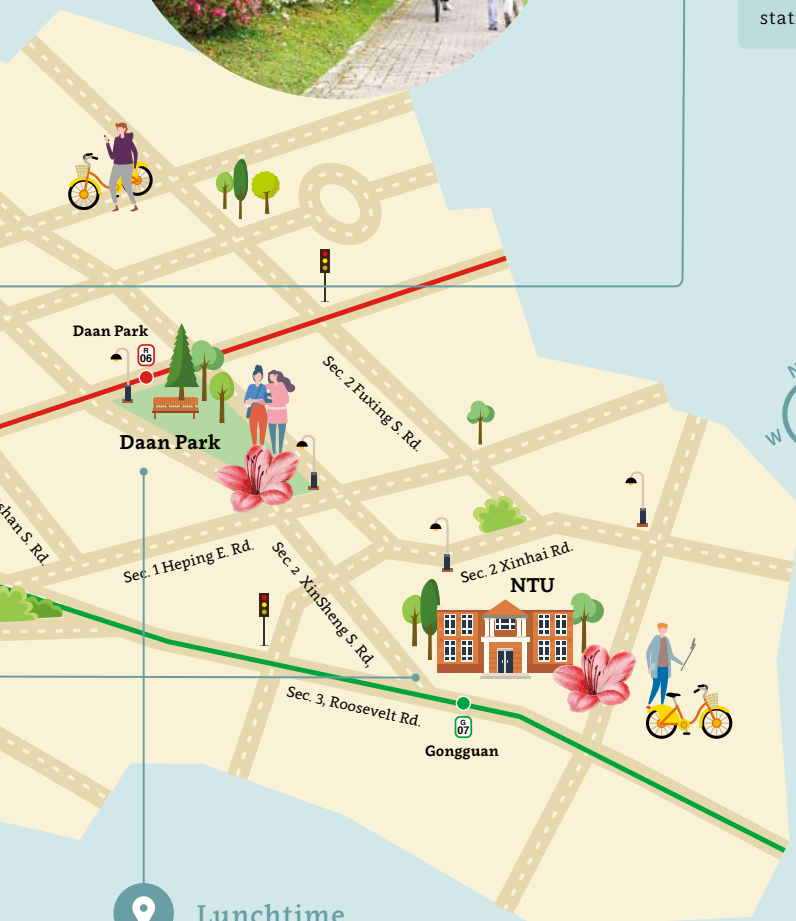 Daan Park
R
06
Sec. 2 Fuxing S. Rd.
Daan Park
W
shan S. Rd.
Sec. 1 Heping E. Rd.
Sec. 2 XinSheng S. Rd,
Sec. 2 Xinhai Rd.
NTU
Sec. 3, Roosevelt Rd.
G
07
Gongguan
Lunchtime